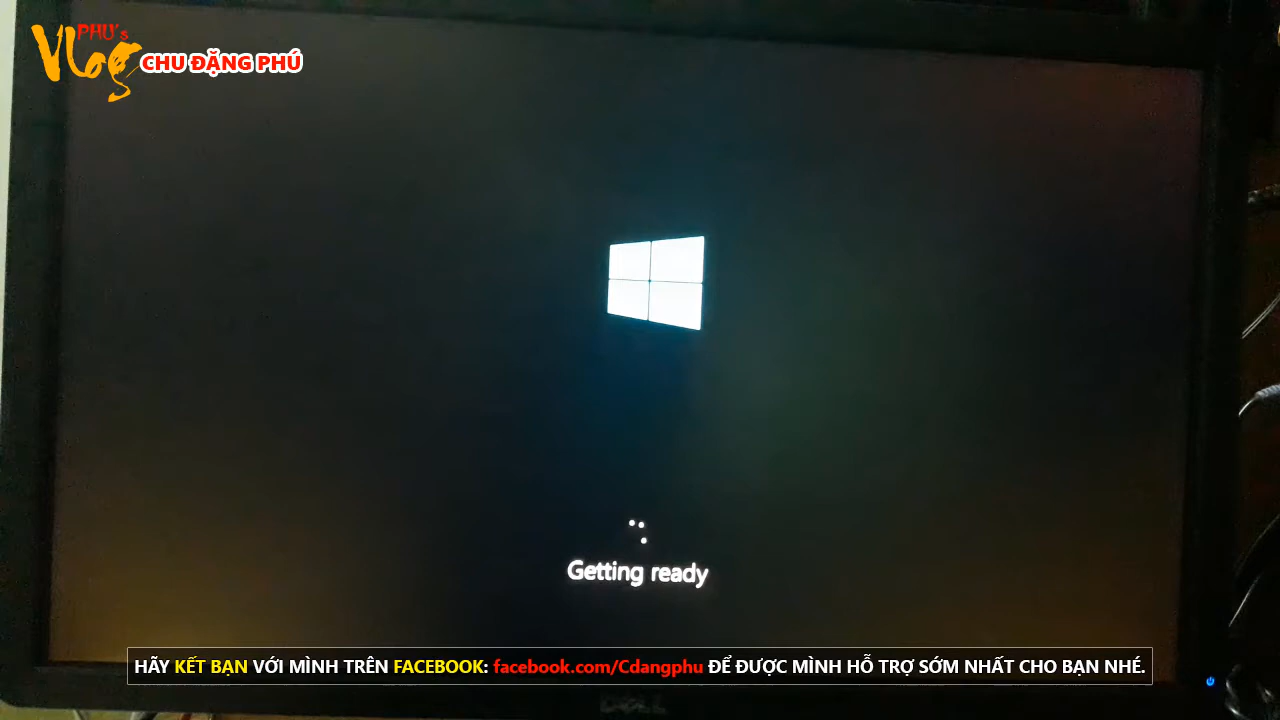 PHU's
Vlog
CHU ĐẶNG PHÚ
Getting ready
HÃY KẾT BẠN VỚI MÌNH TRÊN FACEBOOK: facebook.com/Cdangphu ĐỂ ĐƯỢC MÌNH HỖ TRỢ SỚM NHẤT CHO BẠN NHÉ.
DELL